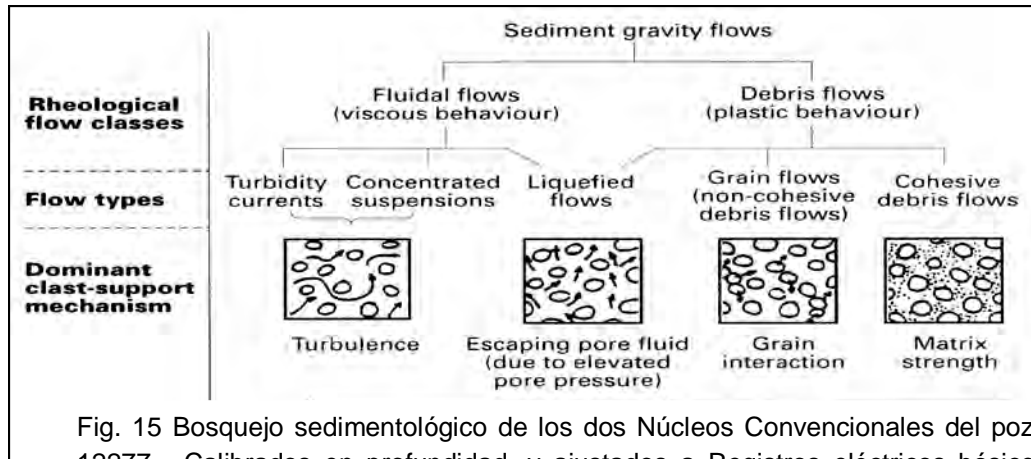 Sediment gravity flows
Rheological
flow classes
Fluidal flows
(viscous behaviour)
Debris flows
(plastic behaviour)
Flow types
Turbidity
currents
Concentrated
suspensions
Liquefied
flows
Grain flows
(non-cohesive
debris flows)
Cohesive
debris flows
Dominant
clast-support
mechanism
Turbulence
Escaping pore fluid
(due to elevated
pore pressure)
Grain
interaction
Matrix
strength
Fig. 15 Bosquejo sedimentológico de los dos Núcleos Convencionales del poz
Calibrados en profundidad, y ajustados a Registros eléctricos básic